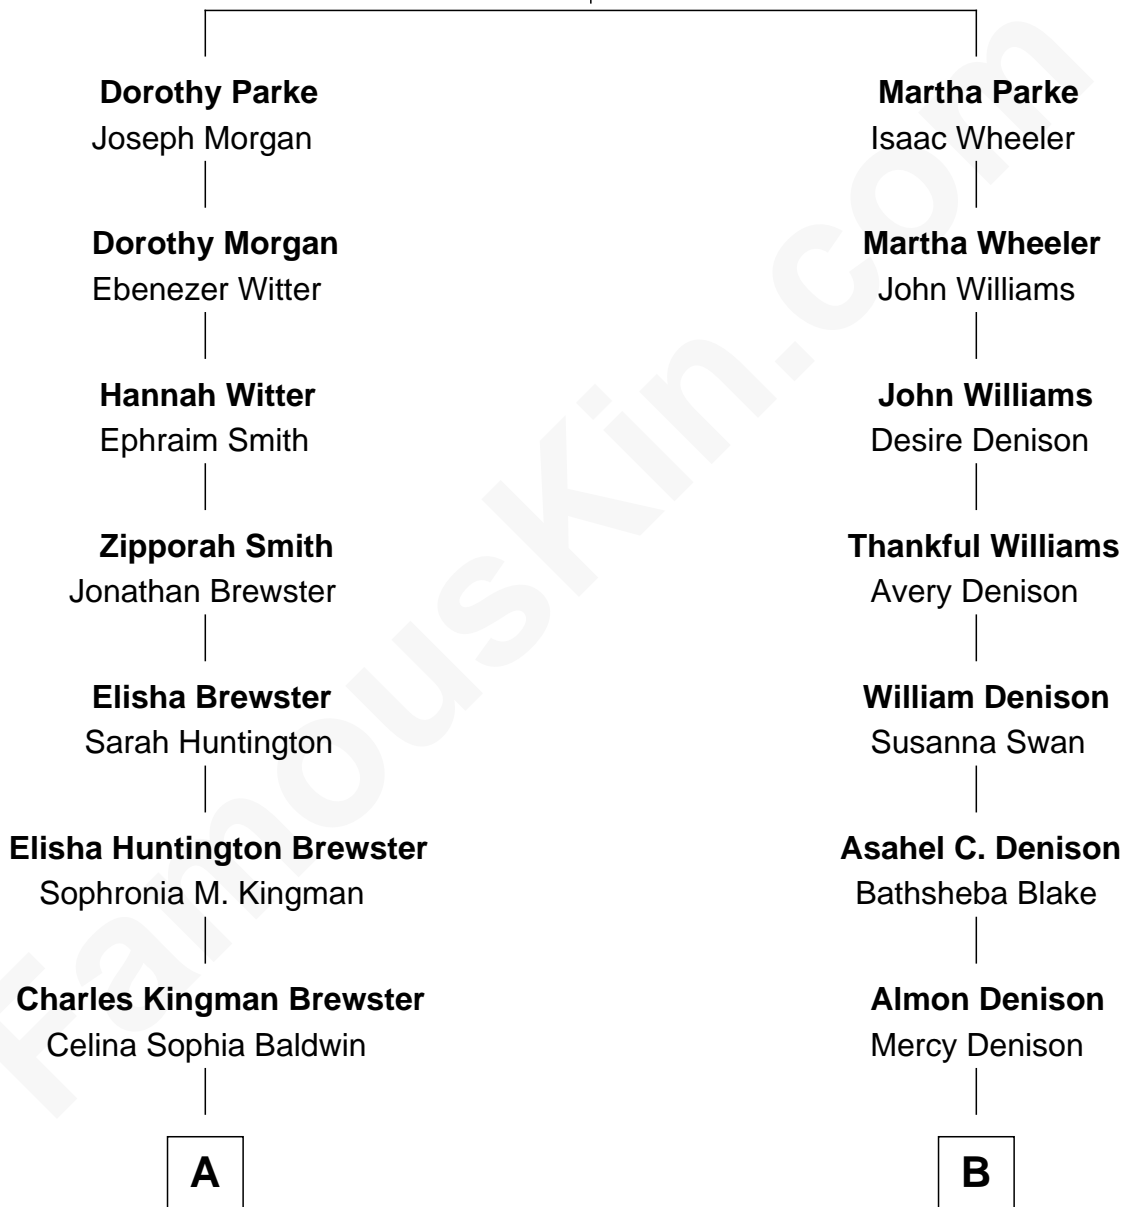 Dorothy Parke
Joseph Morgan
Martha Parke
Isaac Wheeler
Dorothy Morgan
Ebenezer Witter
Martha Wheeler
John Williams
Hannah Witter
Ephraim Smith
John Williams
Desire Denison
Zipporah Smith
Jonathan Brewster
Thankful Williams
Avery Denison
Elisha Brewster
Sarah Huntington
William Denison
Susanna Swan
Elisha Huntington Brewster
Sophronia M. Kingman
Asahel C. Denison
Bathsheba Blake
Charles Kingman Brewster
Celina Sophia Baldwin
Almon Denison
Mercy Denison
A
B
FamousKin.com